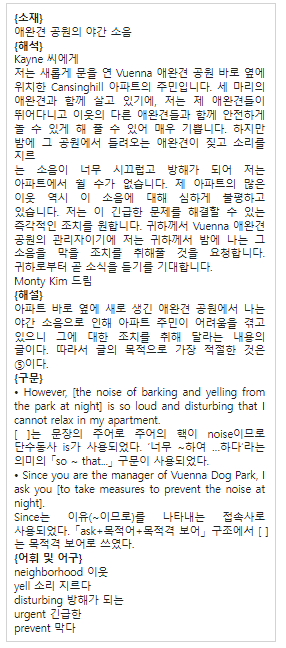 {소재}
애완견 공원의 야간 소음
{해석}
Kayne 씨에게
저는 새롭게 문을 연 Vuenna 애완견 공원 바로 옆에
위치한 Cansinghill 아파트의 주민입니다. 세 마리의
애완견과 함께 살고 있기에, 저는 제 애완견들이
뛰어다니고 이웃의 다른 애완견들과 함께 안전하게
놀 수 있게 해 줄 수 있어 매우 기쁩니다. 하지만
밤에 그 공원에서 들려오는 애완견이 짖고 소리를
지르
는 소음이 너무 시끄럽고 방해가 되어 저는
아파트에서 쉴 수가 없습니다. 제 아파트의 많은
이웃 역시 이 소음에 대해 심하게 불평하고
있습니다. 저는 이 긴급한 문제를 해결할 수 있는
즉각적인 조치를 원합니다. 귀하께서 Vuenna 애완견
공원의 관리자이기에 저는 귀하께서 밤에 나는 그
소음을 막을 조치를 취해줄 것을 요청합니다.
귀하로부터 곧 소식을 듣기를 기대합니다.
Monty Kim 드림
{해설}
아파트 바로 옆에 새로 생긴 애완견 공원에서 나는
야간 소음으로 인해 아파트 주민이 어려움을 겪고
있으니 그에 대한 조치를 취해 달라는 내용의
글이다. 따라서 글의 목적으로 가장 적절한 것은
⑤이다.
{구문}
• However, [the noise of barking and yelling from
the park at night] is so loud and disturbing that I
cannot relax in my apartment.
[ ]는 문장의 주어로 주어의 핵이 noise이므로
단수동사 is가 사용되었다. ‘너무 ~하여 …하다’라는
의미의 「so ~ that…」 구문이 사용되었다.
• Since you are the manager of Vuenna Dog Park, I
ask you [to take measures to prevent the noise at
night].
Since는 이유(~이므로)를 나타내는 접속사로
사용되었다. 「ask+목적어+목적격 보어」 구조에서 [ ]
는 목적격 보어로 쓰였다.
{어휘 및 어구}
neighborhood 이웃
yell 소리 지르다
disturbing 방해가 되는
urgent 긴급한
prevent 막다